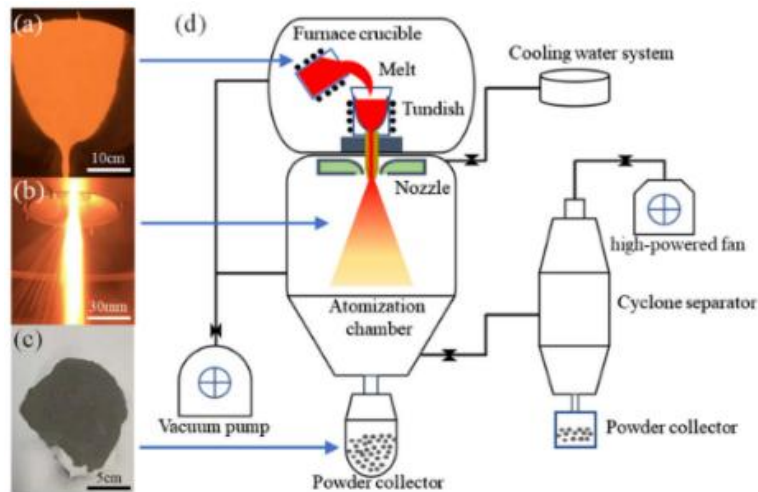 (a)
10cm
(b)
30mm
(c)
5cm
(d)
Furnace crucible
Melt
Tundish
Nozzle
Atomization
chamber
Vacuum pump
Powder collector
Cooling water system
high-powered fan
Cyclone separator
Powder collector